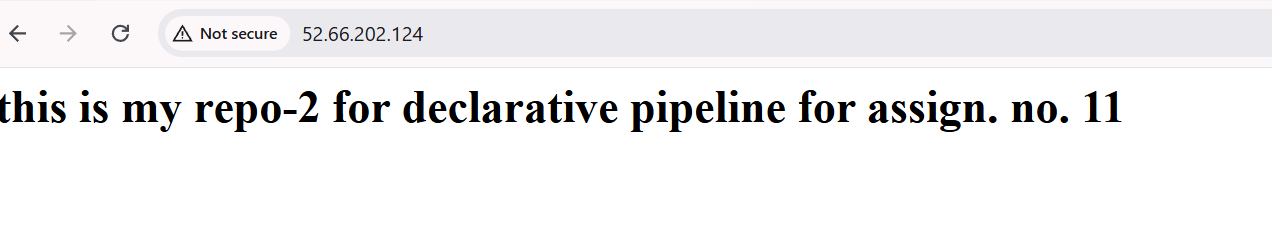 Not secure 52.66.202.124
this is my repo-2 for declarative pipeline for assign. no. 11